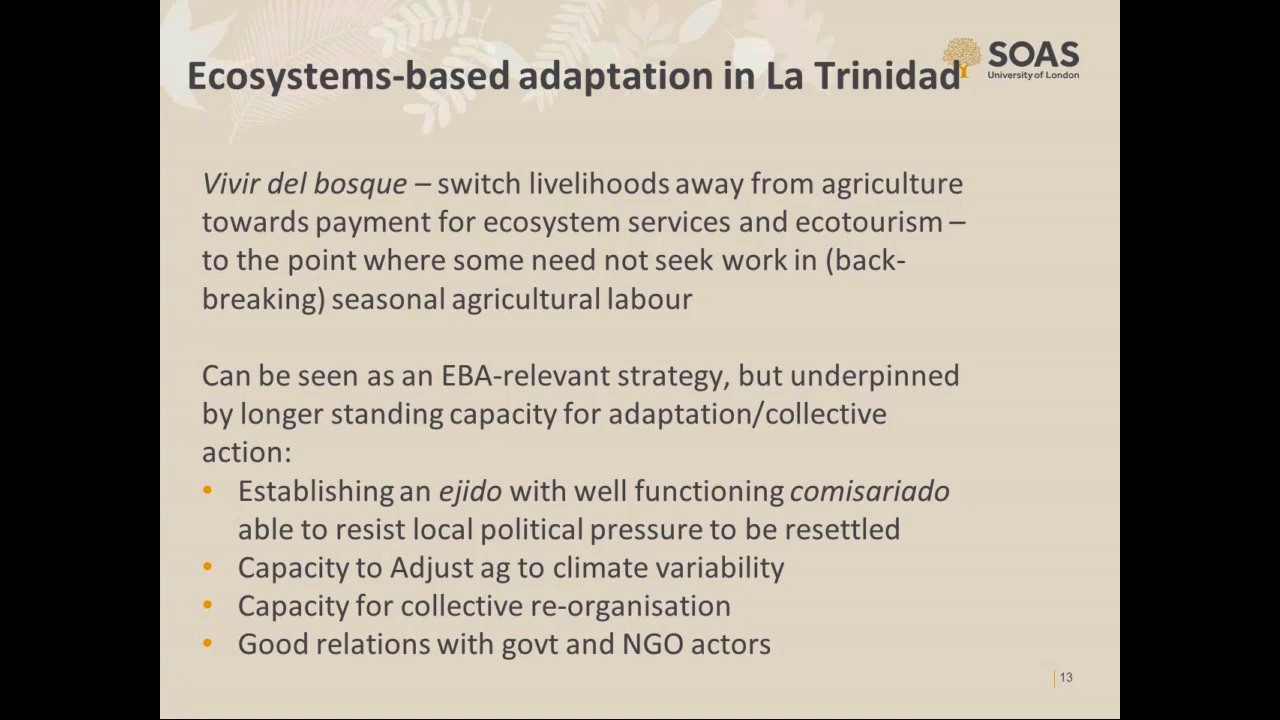 Ecosystems-based adaptation in La Trinidad
SOAS
University of London
Vivir del bosque – switch livelihoods away from agriculture
towards payment for ecosystem services and ecotourism –
to the point where some need not seek work in (back-
breaking) seasonal agricultural labour
Can be seen as an EBA-relevant strategy, but underpinned
by longer standing capacity for adaptation/collective
action:
• Establishing an ejido with well functioning comisariado
able to resist local political pressure to be resettled
• Capacity to Adjust ag to climate variability
• Capacity for collective re-organisation
• Good relations with govt and NGO actors
13